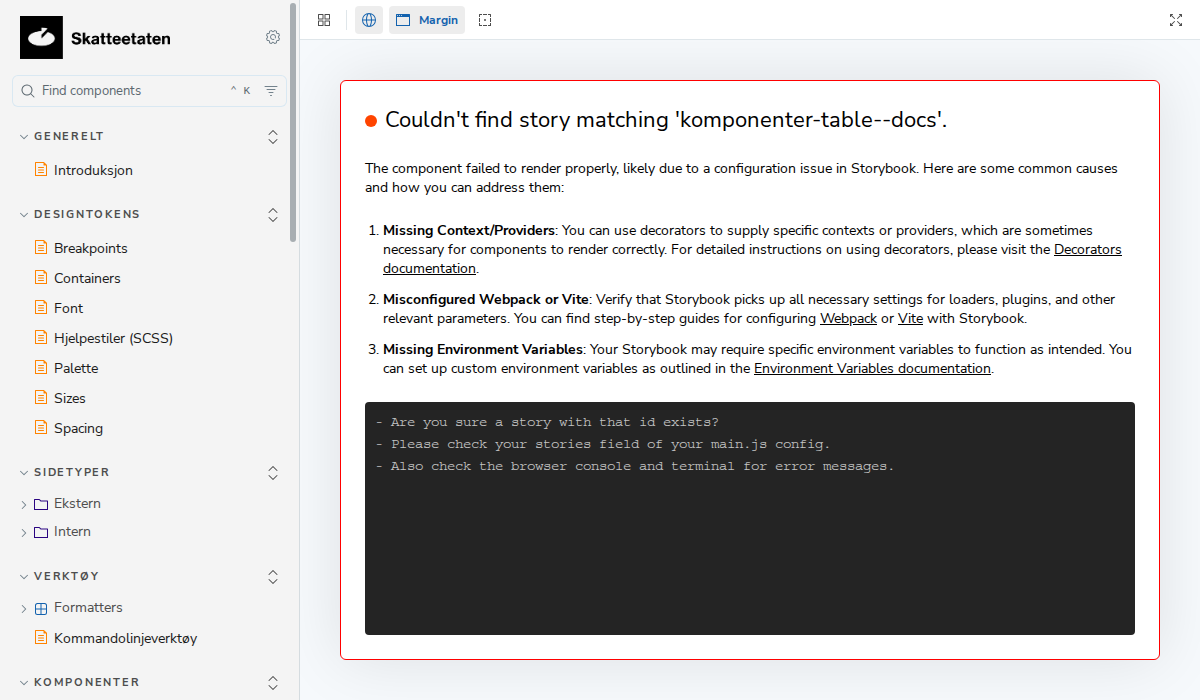 Skatteetaten
Find components
^ K
GENERELT
Introduksjon
DESIGNTOKENS
Breakpoints
Containers
Font
Hjelpestiler (SCSS)
Palette
Sizes
Spacing
SIDETYPER
Ekstern
Intern
VERKTØY
Formatters
Kommandolinjeverktøy
KOMPONENTER
Margin
Couldn't find story matching 'komponenter-table--docs'.
The component failed to render properly, likely due to a configuration issue in Storybook. Here are some common causes
and how you can address them:
1. Missing Context/Providers: You can use decorators to supply specific contexts or providers, which are sometimes
necessary for components to render correctly. For detailed instructions on using decorators, please visit the Decorators
documentation.
2. Misconfigured Webpack or Vite: Verify that Storybook picks up all necessary settings for loaders, plugins, and other
relevant parameters. You can find step-by-step guides for configuring Webpack or Vite with Storybook.
3. Missing Environment Variables: Your Storybook may require specific environment variables to function as intended. You
can set up custom environment variables as outlined in the Environment Variables documentation.
- Are you sure a story with that id exists?
- Please check your stories field of your main.js config.
- Also check the browser console and terminal for error messages.